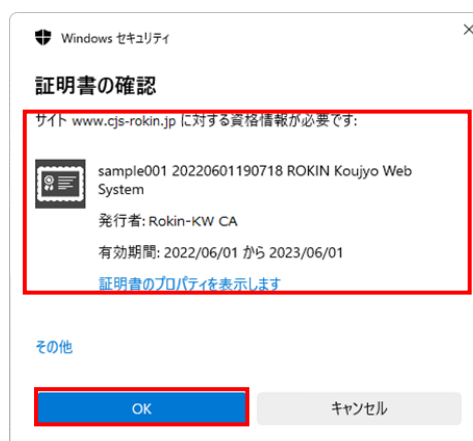 Windows セキュリティ
証明書の確認
サイト www.cjs-rokin.jp に対する資格情報が必要です:
sample001 20220601190718 ROKIN Koujyo Web
System
発行者: Rokin-KW CA
有効期間: 2022/06/01 から 2023/06/01
証明書のプロパティを表示します
その他
OK
キャンセル